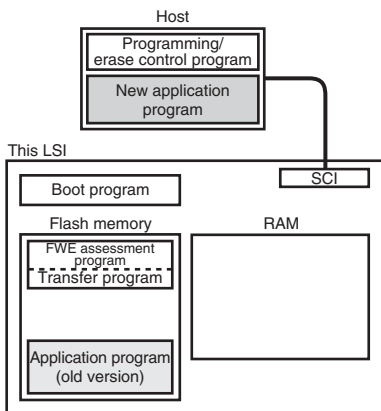 Host
Programming/
erase control program
New application
program
This LSI
SCI
Boot program
Flash memory
RAM
FWE assessment
program
Transfer program
Application program
(old version)